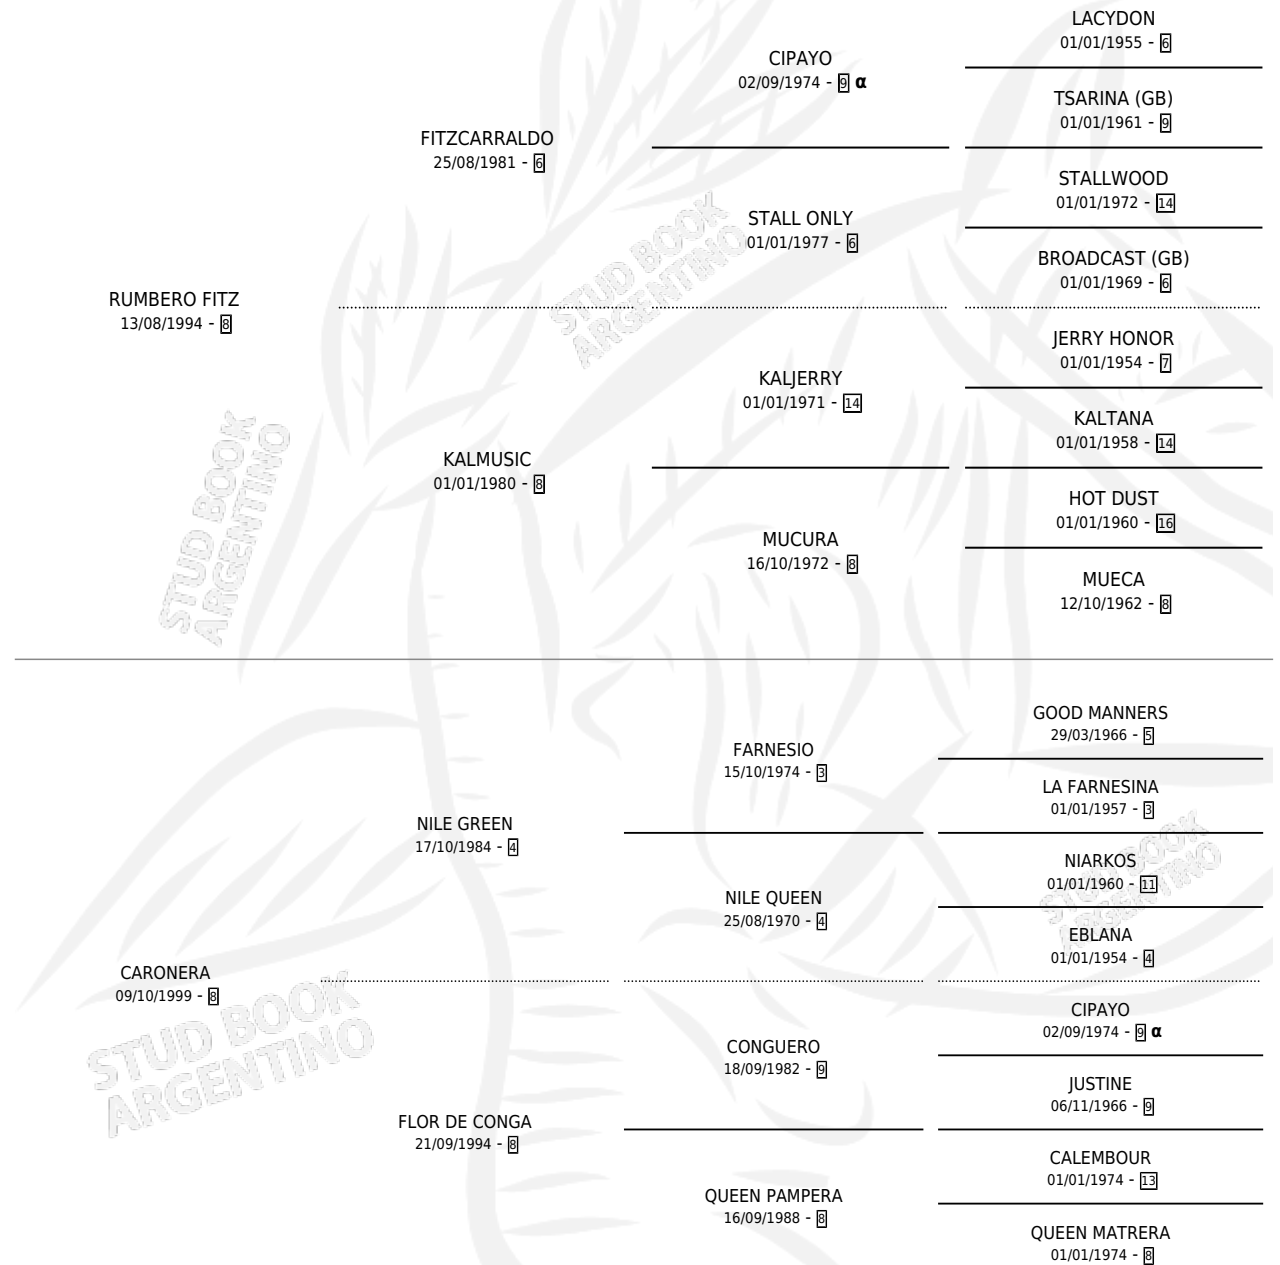 LACYDON
01/01/1955 - 6
CIPAYO
02/09/1974 - 9 α
TSARINA (GB)
01/01/1961 - 9
FITZCARRALDO
25/08/1981 - 6
STALLWOOD
01/01/1972 - 14
STALL ONLY
01/01/1977 - 6
BROADCAST (GB)
01/01/1969 - 6
RUMBERO FITZ
13/08/1994 - 8
JERRY HONOR
01/01/1954 - 7
KALJERRY
01/01/1971 - 14
KALTANA
01/01/1958 - 14
KALMUSIC
01/01/1980 - 8
HOT DUST
01/01/1960 - 16
MUCURA
16/10/1972 - 8
MUECA
12/10/1962 - 8
STUD BOOK
ARGENTINO
STUD BOOK
ARGENTINO
GOOD MANNERS
29/03/1966 - 5
FARNESIO
15/10/1974 - 3
LA FARNESINA
01/01/1957 - 3
NILE GREEN
17/10/1984 - 4
NIARKOS
01/01/1960 - 11
NILE QUEEN
25/08/1970 - 4
EBLANA
01/01/1954 - 4
CARONERA
09/10/1999 - 8
CIPAYO
02/09/1974 - 9 α
CONGUERO
18/09/1982 - 9
JUSTINE
06/11/1966 - 9
FLOR DE CONGA
21/09/1994 - 8
CALEMBOUR
01/01/1974 - 13
QUEEN PAMPERA
16/09/1988 - 8
QUEEN MATRERA
01/01/1974 - 8
STUD BOOK
ARGENTINO
STUD BOOK
ARGENTINO